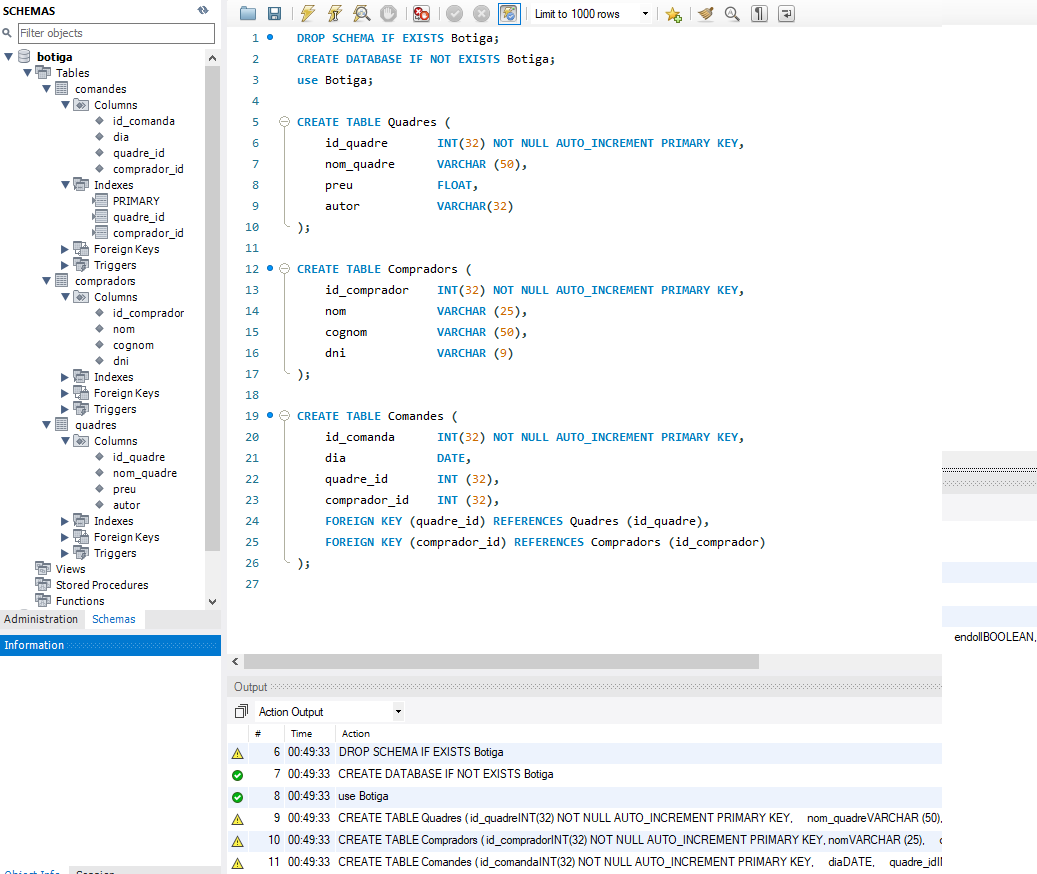 SCHEMAS
Filter objects
botiga
Tables
comandes
Columns
id_comanda
dia
quadre_id
comprador_id
Indexes
PRIMARY
quadre_id
comprador_id
Foreign Keys
Triggers
compradors
Columns
id_comprador
nom
cognom
dni
Indexes
Foreign Keys
Triggers
quadres
Columns
id_quadre
nom_quadre
preu
autor
Indexes
Foreign Keys
Triggers
Views
Stored Procedures
Functions
Administration Schemas
Information
Limit to 1000 rows
1 DROP SCHEMA IF EXISTS Botiga;
2 CREATE DATABASE IF NOT EXISTS Botiga;
3 use Botiga;
4
5 CREATE TABLE Quadres (
6 id_quadre INT(32) NOT NULL AUTO_INCREMENT PRIMARY KEY,
7 nom_quadre VARCHAR (50),
8 preu FLOAT,
9 autor VARCHAR(32)
10 );
11
12 CREATE TABLE Compradors (
13 id_comprador INT(32) NOT NULL AUTO_INCREMENT PRIMARY KEY,
14 nom VARCHAR (25),
15 cognom VARCHAR (50),
16 dni VARCHAR (9)
17 );
18
19 CREATE TABLE Comandes (
20 id_comanda INT(32) NOT NULL AUTO_INCREMENT PRIMARY KEY,
21 dia DATE,
22 quadre_id INT (32),
23 comprador_id INT (32),
24 FOREIGN KEY (quadre_id) REFERENCES Quadres (id_quadre),
25 FOREIGN KEY (comprador_id) REFERENCES Compradors (id_comprador)
26 );
27
endollBOOLEAN,
Output
Action Output
# Time Action
6 00:49:33 DROP SCHEMA IF EXISTS Botiga
7 00:49:33 CREATE DATABASE IF NOT EXISTS Botiga
8 00:49:33 use Botiga
9 00:49:33 CREATE TABLE Quadres ( id_quadreINT(32) NOT NULL AUTO_INCREMENT PRIMARY KEY, nom_quadreVARCHAR (50),
10 00:49:33 CREATE TABLE Compradors ( id_compradorINT(32) NOT NULL AUTO_INCREMENT PRIMARY KEY, nomVARCHAR (25),
11 00:49:33 CREATE TABLE Comandes ( id_comandaINT(32) NOT NULL AUTO_INCREMENT PRIMARY KEY, diaDATE,